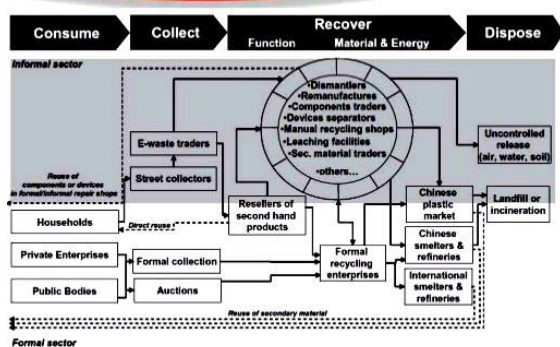 Consume
Collect
Recover
Function
Material & Energy
Dispose
Informal sector
•Dismantlers
•Remanufactures
•Components traders
•Devices separators
•Manual recycling shops
•Leaching facilities
•Sec. material traders
•others...
E-waste traders
Street collectors
Uncontrolled
release
(air, water, soil)
Reuse of
components or devices
in formal/informal repair shops
Households
Direct reuse
Resellers of
second hand
products
Chinese
plastic
market
Landfill or
incineration
Private Enterprises
Formal collection
Formal
recycling
enterprises
Chinese
smelters &
refineries
Public Bodies
Auctions
International
smelters &
refineries
Reuse of secondary material
Formal sector